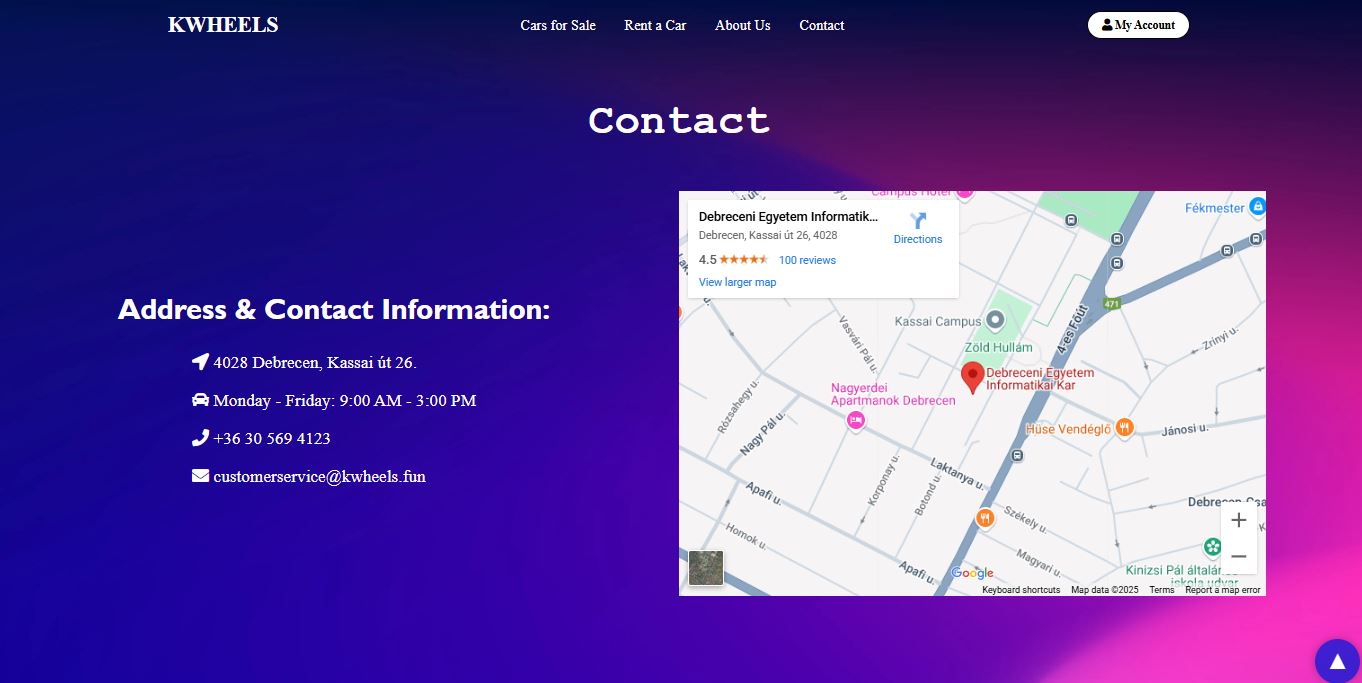 KWHEELS
Cars for Sale
Rent a Car
About Us
Contact
My Account
Contact
Address & Contact Information:
4028 Debrecen, Kassai út 26.
Monday - Friday: 9:00 AM - 3:00 PM
+36 30 569 4123
customerservice@kwheels.fun
Campus Hotel
Debreceni Egyetem Informatik...
Debrecen, Kassai út 26, 4028
4.5
100 reviews
View larger map
Directions
Fékmester
471
4-es Főút
Kassai Campus
Zöld Hullám
Vasvári Pál u.
Zrínyi u.
Debreceni Egyetem
Informatikai Kar
Nagyerdei
Apartmanok Debrecen
Rózsahegy u.
Nagy Pál u.
Hüse Vendéglő
Jánosi u.
Laktanya u.
Korponay u.
Botond u.
Apafi u.
Székely u.
Homok u.
Magyari u.
Apafi u.
Debrecen-Csa
Kinizsi Pál általán
iskola udvar
Google
Keyboard shortcuts
Map data ©2025
Terms
Report a map error